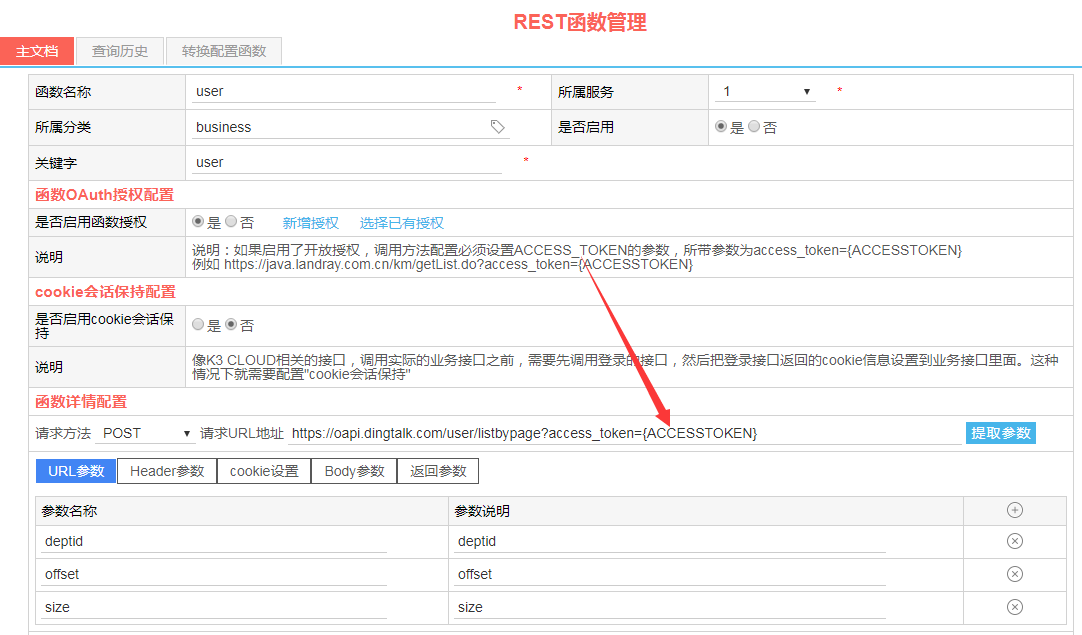 REST函数管理
主文档 查询历史 转换配置函数
函数名称 user * 所属服务 1 ▼ *
所属分类 business 是否启用 是 否
关键字 user *
函数OAuth授权配置
是否启用函数授权 是 否 新增授权 选择已有授权
说明 说明：如果启用了开放授权，调用方法配置必须设置ACCESS_TOKEN的参数，所带参数为access_token={ACCESSTOKEN}
例如 https://java.landray.com.cn/km/getList.do?access_token={ACCESSTOKEN}
cookie会话保持配置
是否启用cookie会话保
持 是 否
说明 像K3 CLOUD相关的接口，调用实际的业务接口之前，需要先调用登录的接口，然后把登录接口返回的cookie信息设置到业务接口里面。这种
情况下就需要配置"cookie会话保持"
函数详情配置
请求方法 POST ▼ 请求URL地址 https://oapi.dingtalk.com/user/listbypage?access_token={ACCESSTOKEN} 提取参数
URL参数 Header参数 cookie设置 Body参数 返回参数
参数名称 参数说明
deptid deptid
offset offset
size size